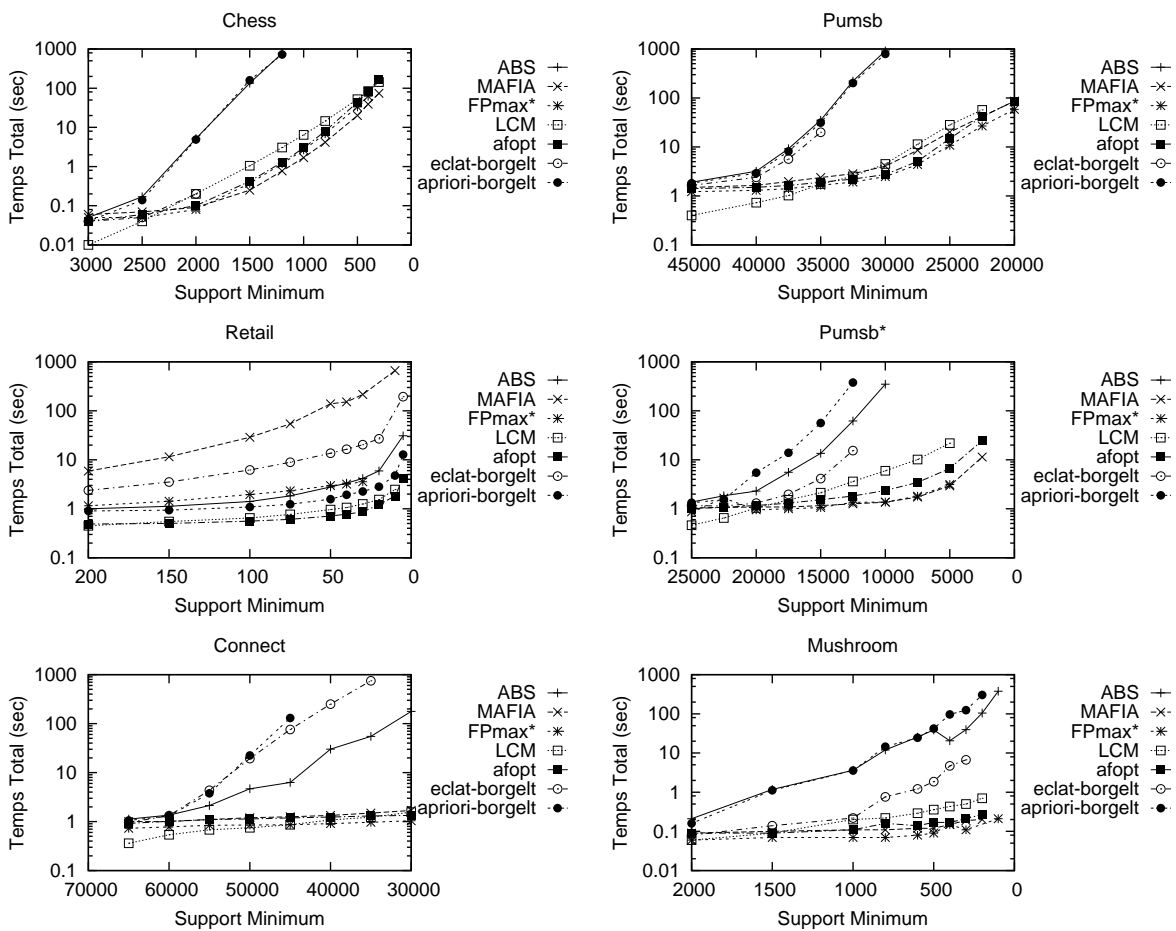 Chess
Temps Total (sec)
1000
100
10
1
0.1
0.01
3000 2500 2000 1500 1000 500 0
Support Minimum
ABS
MAFIA
FPmax*
LCM
afopt
eclat-borgelt
apriori-borgelt
Pumsb
Temps Total (sec)
1000
100
10
1
0.1
45000 40000 35000 30000 25000 20000
Support Minimum
ABS
MAFIA
FPmax*
LCM
afopt
eclat-borgelt
apriori-borgelt
Retail
Temps Total (sec)
1000
100
10
1
0.1
200 150 100 50 0
Support Minimum
ABS
MAFIA
FPmax*
LCM
afopt
eclat-borgelt
apriori-borgelt
Pumsb*
Temps Total (sec)
1000
100
10
1
0.1
25000 20000 15000 10000 5000 0
Support Minimum
ABS
MAFIA
FPmax*
LCM
afopt
eclat-borgelt
apriori-borgelt
Connect
Temps Total (sec)
1000
100
10
1
0.1
70000 60000 50000 40000 30000
Support Minimum
ABS
MAFIA
FPmax*
LCM
afopt
eclat-borgelt
apriori-borgelt
Mushroom
Temps Total (sec)
1000
100
10
1
0.1
0.01
2000 1500 1000 500 0
Support Minimum
ABS
MAFIA
FPmax*
LCM
afopt
eclat-borgelt
apriori-borgelt